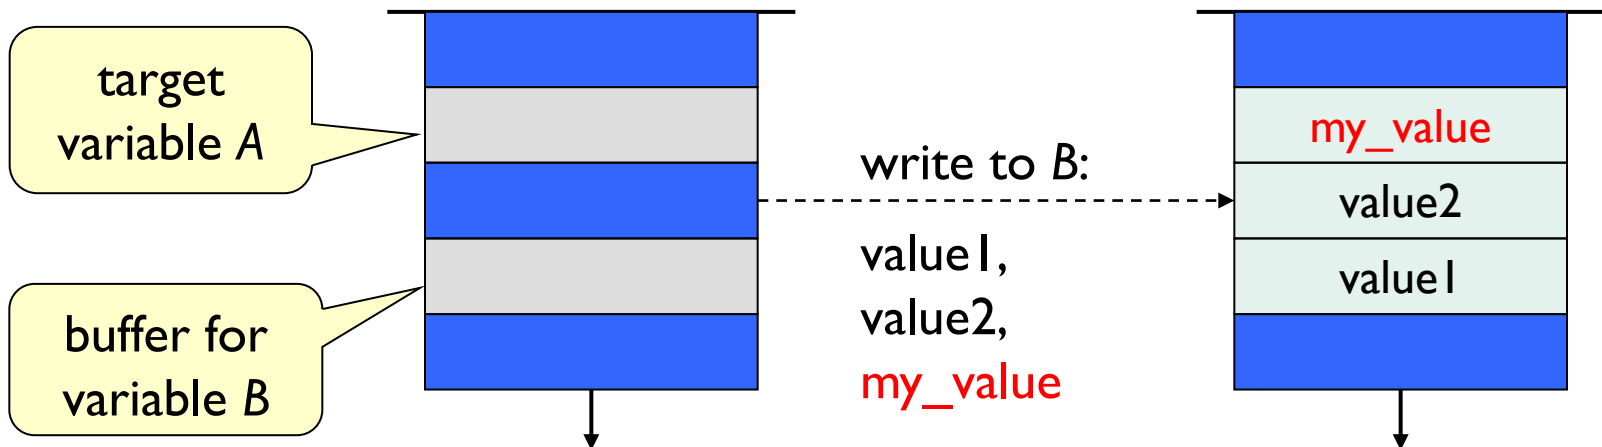 target
variable A
buffer for
variable B
write to B:
value1,
value2,
my_value
my_value
value2
value1